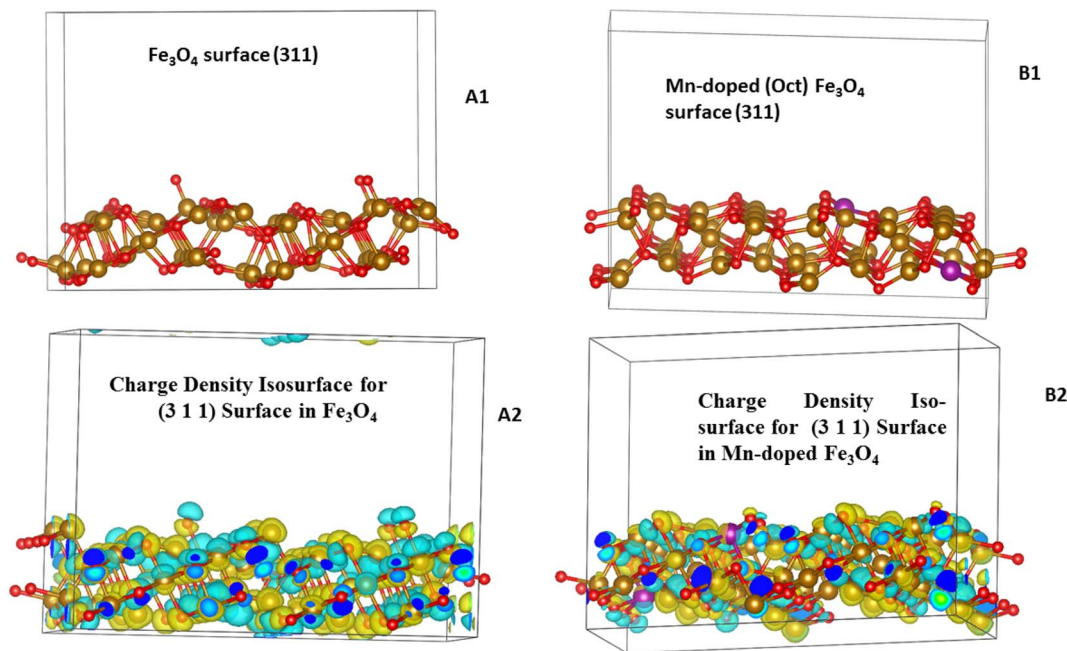 Fe₃O₄ surface (311)
A1
Mn-doped (Oct) Fe₃O₄
surface (311)
B1
Charge Density Isosurface for
(3 1 1) Surface in Fe₃O₄
A2
Charge Density Iso-
surface for (3 1 1) Surface
in Mn-doped Fe₃O₄
B2